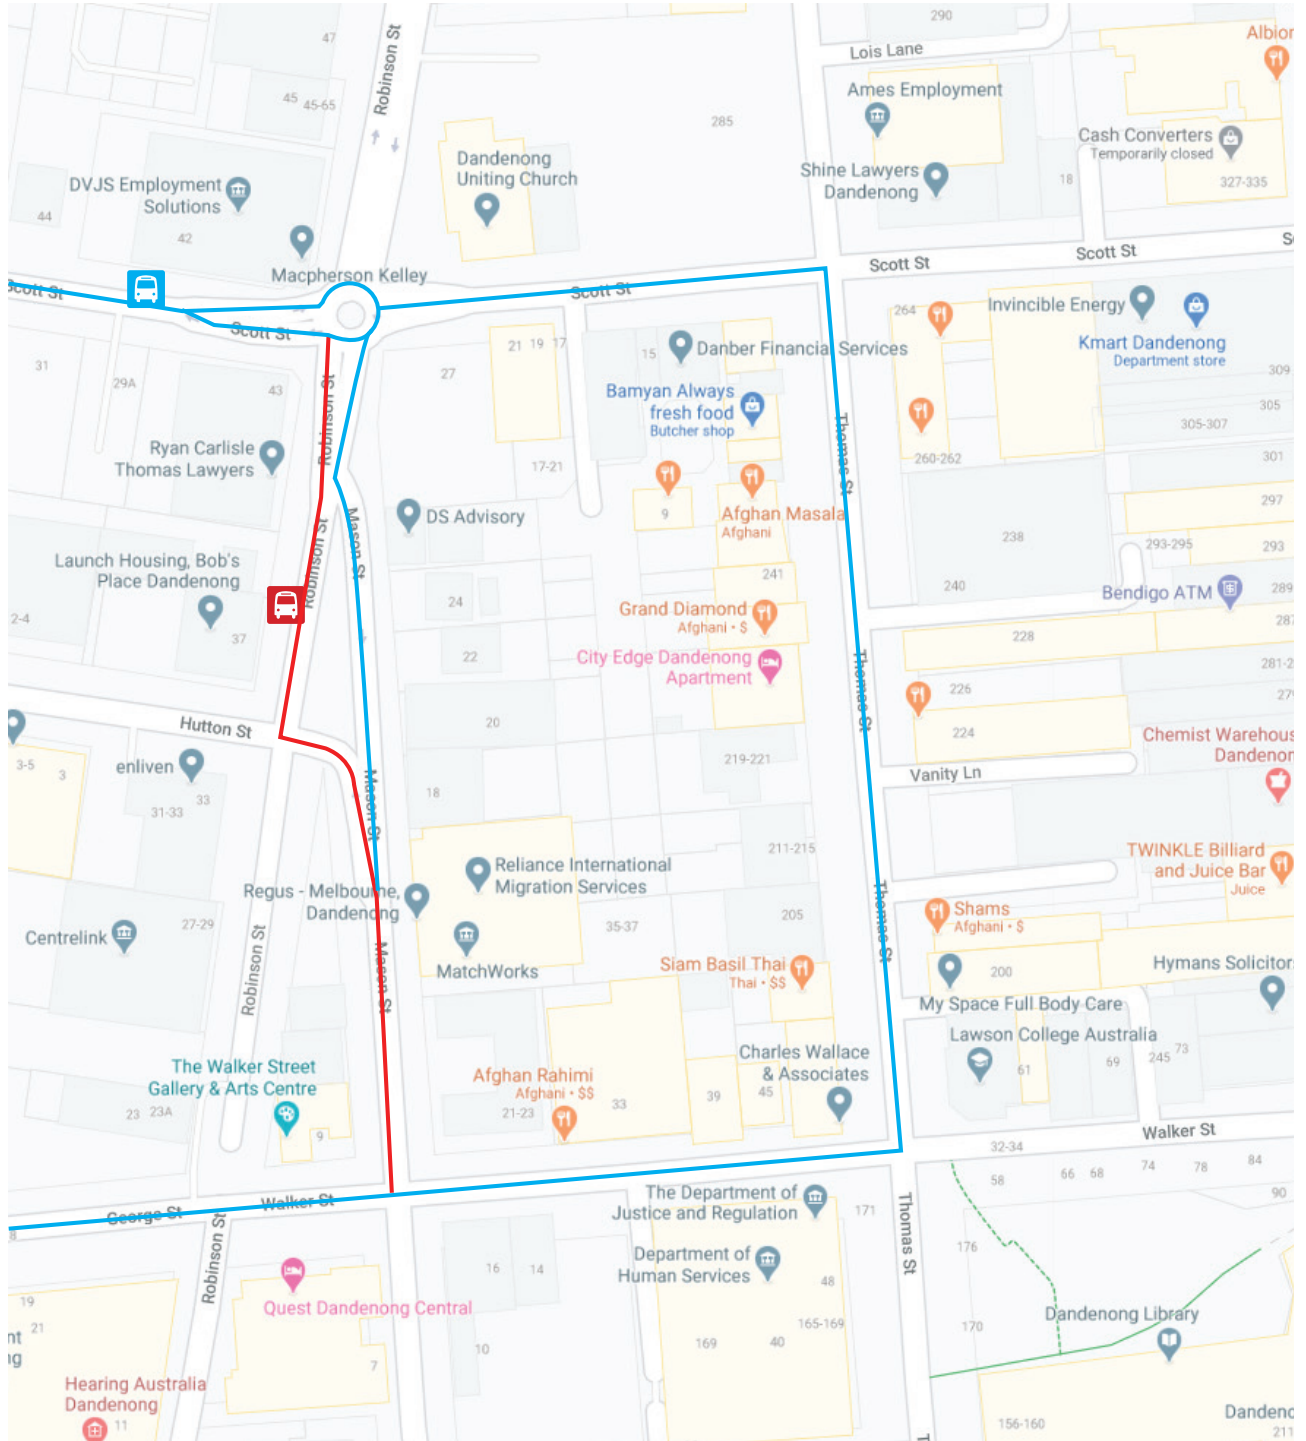 290
Albion
Lois Lane
47
Robinson St
Ames Employment
45
45-65
285
Cash Converters
Temporarily closed
Dandenong
Uniting Church
Shine Lawyers
Dandenong
18
327-335
DVJS Employment
Solutions
44
42
Macpherson Kelley
Scott St
Scott St
Scott St
Scott St
Scott St
264
Invincible Energy
Kmart Dandenong
Department store
21
19
17
15
Danber Financial Services
31
29A
43
27
309
Bamyan Always
fresh food
Butcher shop
305
305-307
Robinson St
Ryan Carlisle
Thomas Lawyers
17-21
260-262
301
Thomas St
297
9
DS Advisory
Afghan Masala
Afghani
238
293-295
293
Mason St
Robinson St
Launch Housing, Bob's
Place Dandenong
241
240
Bendigo ATM
289
24
2-4
37
Grand Diamond
Afghani • $
287
228
22
City Edge Dandenong
Apartment
281-2
226
279
Hutton St
20
Thomas St
224
Chemist Warehous
Dandenon
219-221
3-5
3
enliven
33
31-33
18
Vanity Ln
Mason St
211-215
TWINKLE Billiard
and Juice Bar
Juice
Reliance International
Migration Services
Regus - Melbourne,
Dandenong
205
Thomas St
Shams
Afghani • $
27-29
35-37
Centrelink
MatchWorks
Siam Basil Thai
Thai • $$
200
Hymans Solicitors
Mason St
Robinson St
My Space Full Body Care
Lawson College Australia
Charles Wallace
& Associates
The Walker Street
Gallery & Arts Centre
61
69
245
73
Afghan Rahimi
Afghani • $$
23
23A
9
21-23
33
39
45
Walker St
32-34
58
66
68
74
78
84
90
George St
Walker St
8
The Department of
Justice and Regulation
171
Robinson St
Thomas St
176
Department of
Human Services
16
14
48
Quest Dandenong Central
19
21
165-169
170
Dandenong Library
169
40
10
7
nt
g
Hearing Australia
Dandenong
11
156-160
Dandenc
211